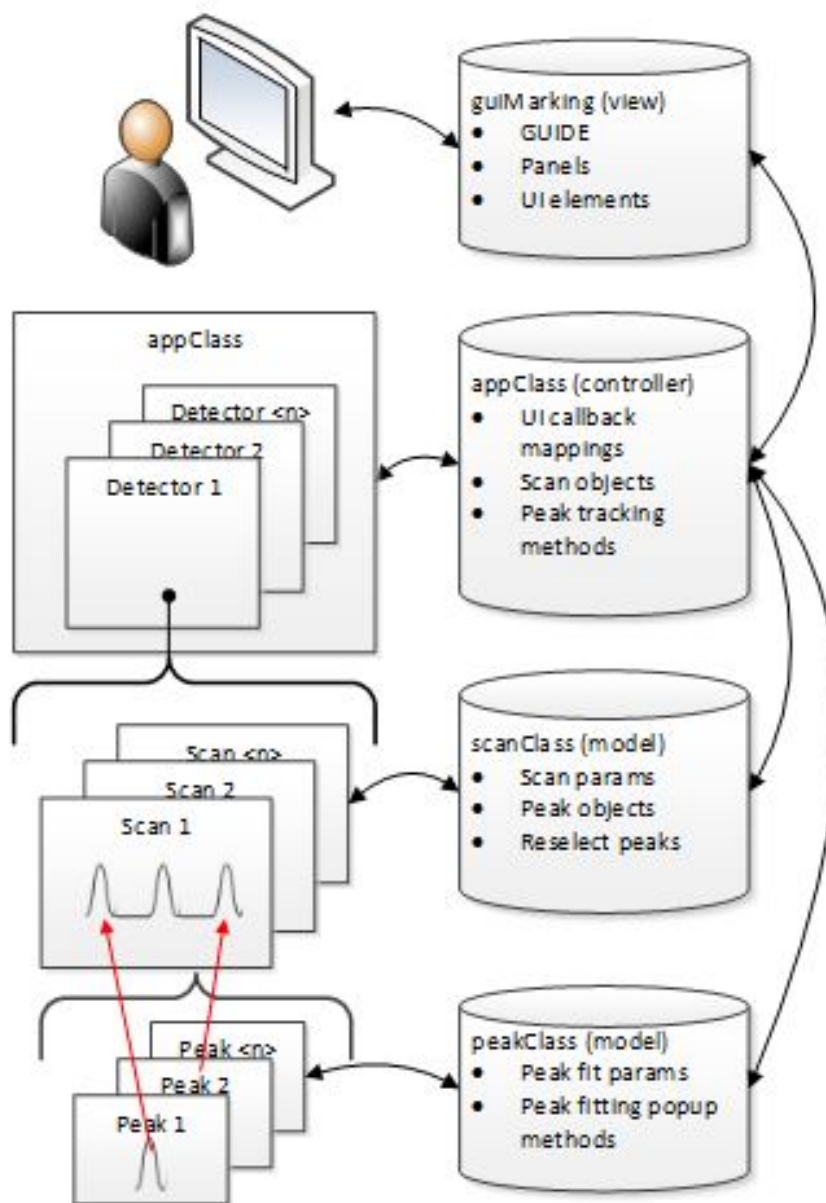 guiMarking (view)
● GUIDE
● Panels
● UI elements
appClass
Detector <n>
Detector 2
Detector 1
appClass (controller)
● UI callback
mappings
● Scan objects
● Peak tracking
methods
Scan <n>
Scan 2
Scan 1
scanClass (model)
● Scan params
● Peak objects
● Reselect peaks
Peak <n>
Peak 2
Peak 1
peakClass (model)
● Peak fit params
● Peak fitting popup
methods